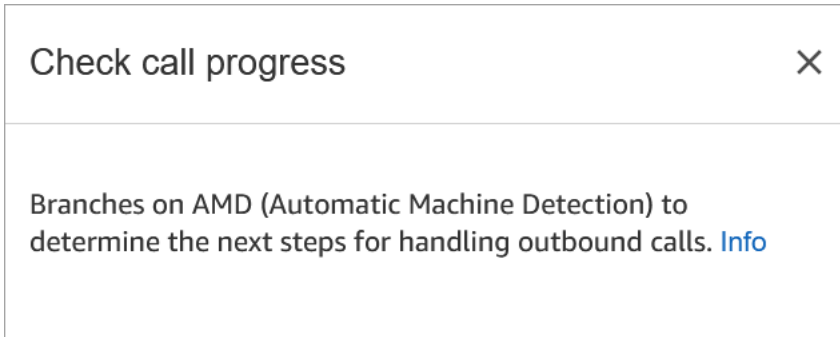 Check call progress
Branches on AMD (Automatic Machine Detection) to
determine the next steps for handling outbound calls. Info